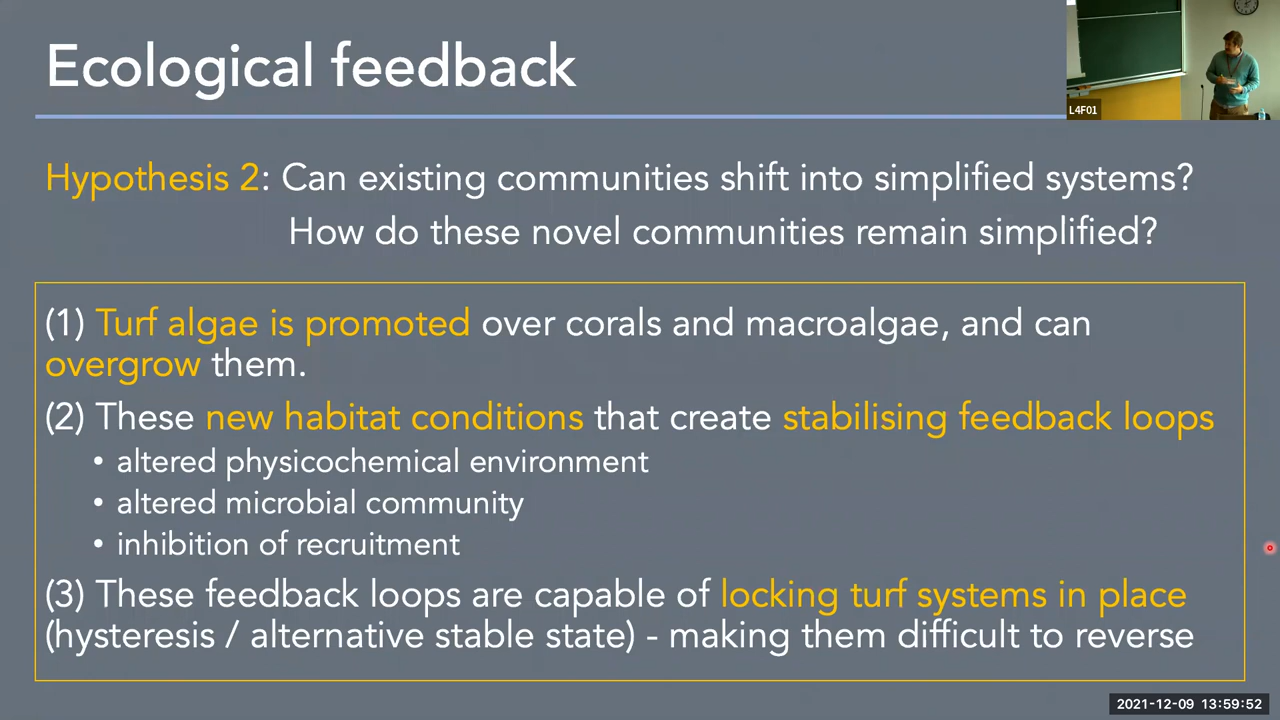 Ecological feedback
L4F01
Hypothesis 2: Can existing communities shift into simplified systems?
How do these novel communities remain simplified?
(1) Turf algae is promoted over corals and macroalgae, and can
overgrow them.
(2) These new habitat conditions that create stabilising feedback loops
• altered physicochemical environment
• altered microbial community
• inhibition of recruitment
(3) These feedback loops are capable of locking turf systems in place
(hysteresis / alternative stable state) - making them difficult to reverse
2021-12-09 13:59:52